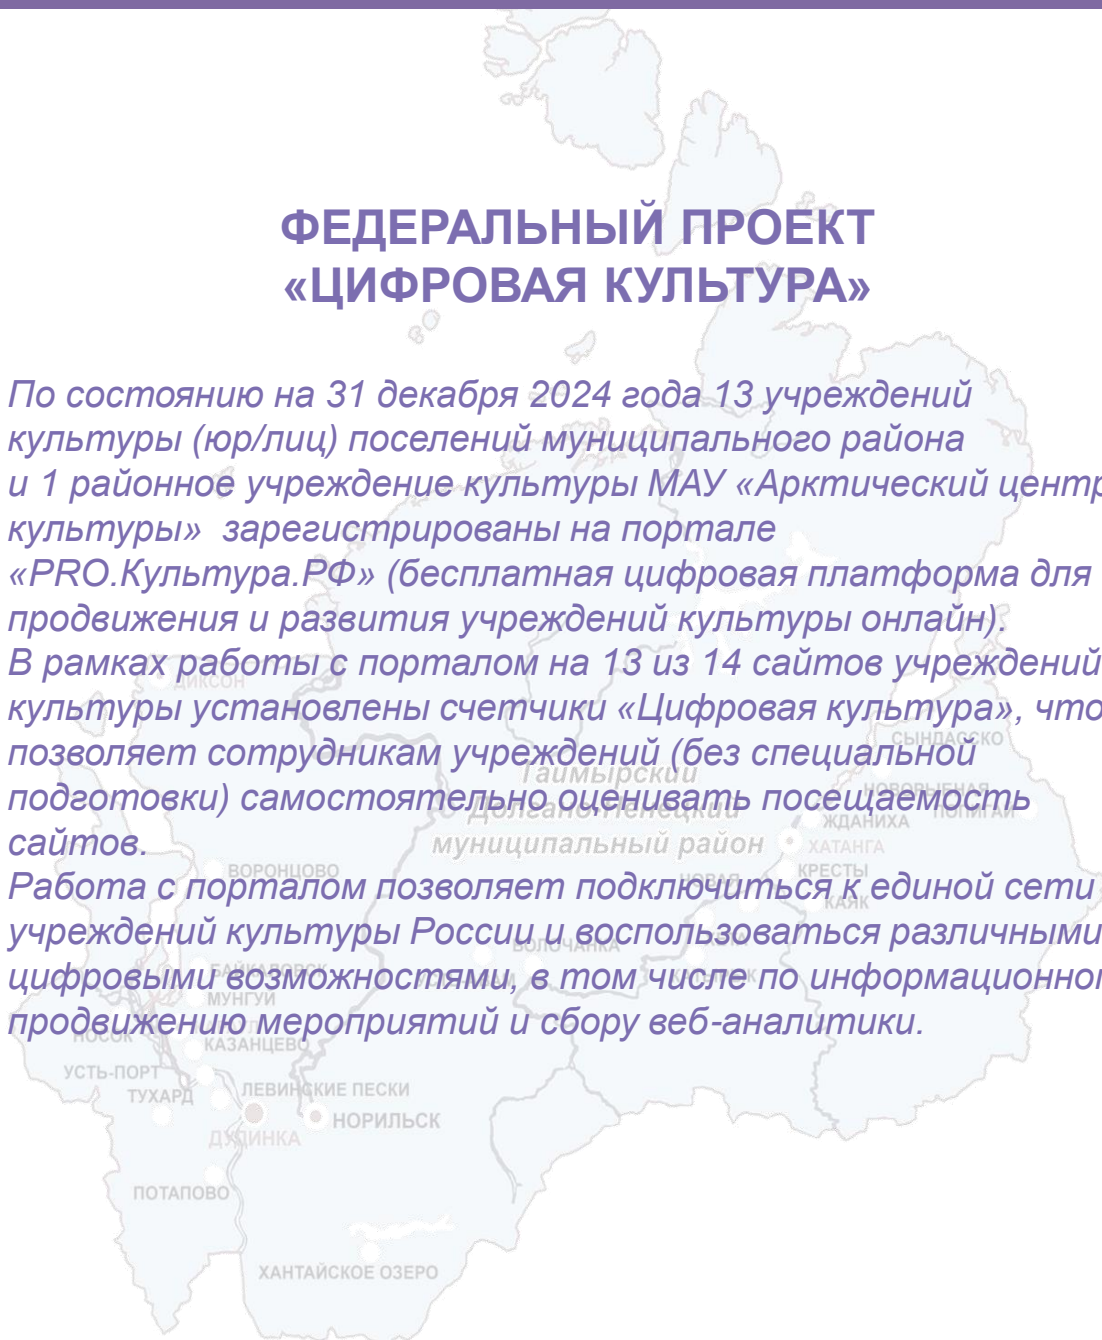 ФЕДЕРАЛЬНЫЙ ПРОЕКТ
«ЦИФРОВАЯ КУЛЬТУРА»
По состоянию на 31 декабря 2024 года 13 учреждений
культуры (юр/лиц) поселений муниципального района
и 1 районное учреждение культуры МАУ «Арктический центр
культуры» зарегистрированы на портале
«PRO.Культура.РФ» (бесплатная цифровая платформа для
продвижения и развития учреждений культуры онлайн).
В рамках работы с порталом на 13 из 14 сайтов учреждений
ДИКСОН
культуры установлены счетчики «Цифровая культура», что
СЫНДАССКО
позволяет сотрудникам учреждений (без специальной
Таймырский
НОВОРЫБНАЯ
подготовки) самостоятельно оценивать посещаемость
Долгано-Ненецкий
ПОПИГАЙ
ЖДАНИХА
сайтов.
муниципальный район
ХАТАНГА
ВОРОНЦОВО
КРЕСТЫ
НОВАЯ
Работа с порталом позволяет подключиться к единой сети
КАЯК
учреждений культуры России и воспользоваться различными
ВОЛОЧАНКА
БАЙКАЛОВСК
цифровыми возможностями, в том числе по информационно
МУНГУИ
продвижению мероприятий и сбору веб-аналитики.
НОСОК
КАЗАНЦЕВО
УСТЬ-ПОРТ
ТУХАРД
ЛЕВИНСКИЕ ПЕСКИ
НОРИЛЬСК
ДУДИНКА
ПОТАПОВО
ХАНТАЙСКОЕ ОЗЕРО